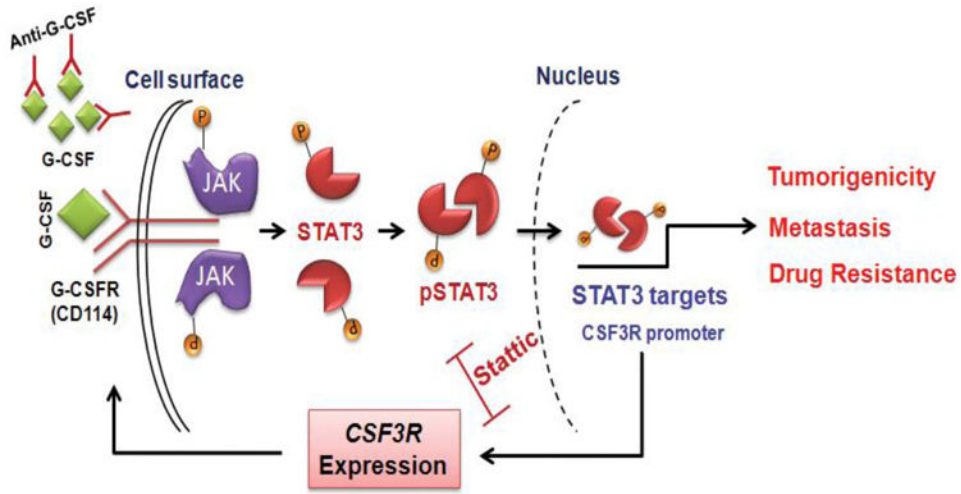 Anti-G-CSF
G-CSF
Cell surface
Nucleus
P
JAK
P
STAT3
P
P
JAK
P
P
P
pSTAT3
P
P
G-CSF
G-CSFR
(CD114)
STAT3 targets
CSF3R promoter
Tumorigenicity
Metastasis
Drug Resistance
Stattic
CSF3R
Expression